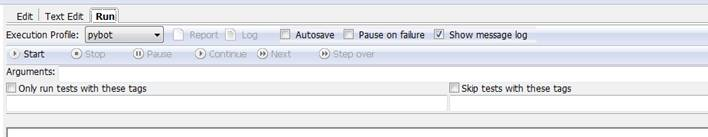 Edit Text Edit Run
Execution Profile: pybot Report Log Autosave Pause on failure Show message log
Start Stop Pause Continue Next Step over
Arguments:
Only run tests with these tags Skip tests with these tags